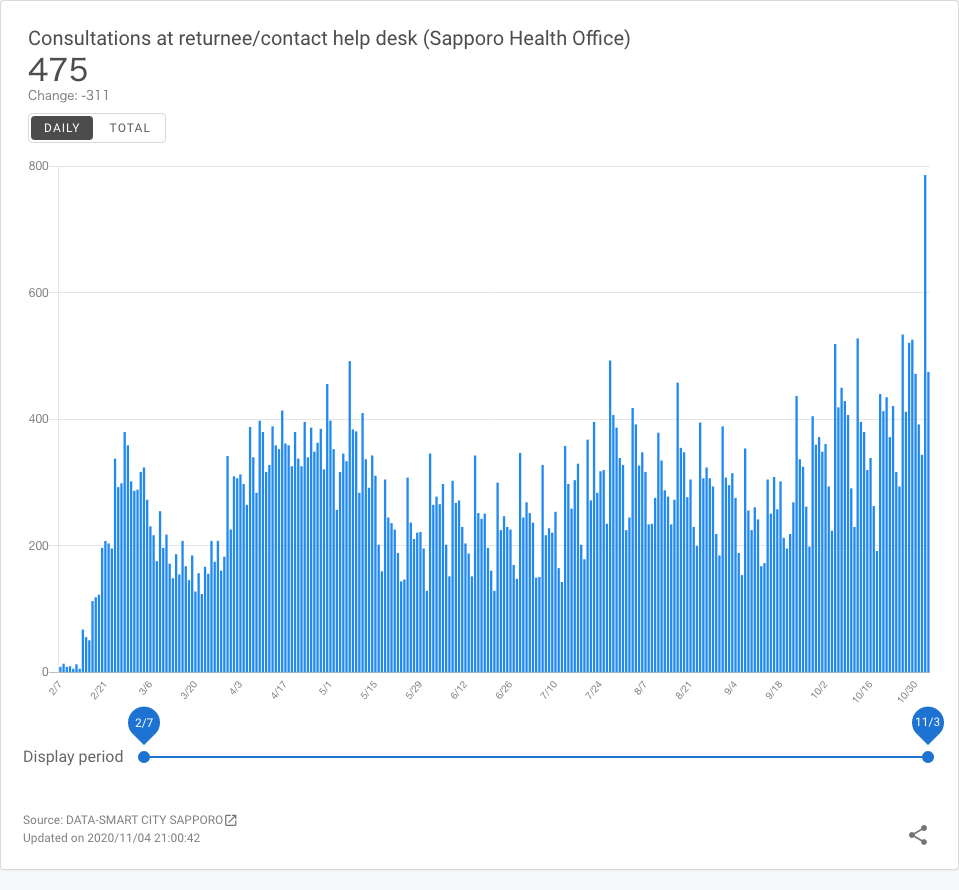 Consultations at returnee/contact help desk (Sapporo Health Office)
475
Change: -311
DAILY TOTAL
800
600
400
200
0
2/7 2/21 3/6 3/20 4/3 4/17 5/1 5/15 5/29 6/12 6/26 7/10 7/24 8/7 8/21 9/4 9/18 10/2 10/16 10/30
2/7 11/3
Display period
Source: DATA-SMART CITY SAPPORO
Updated on 2020/11/04 21:00:42